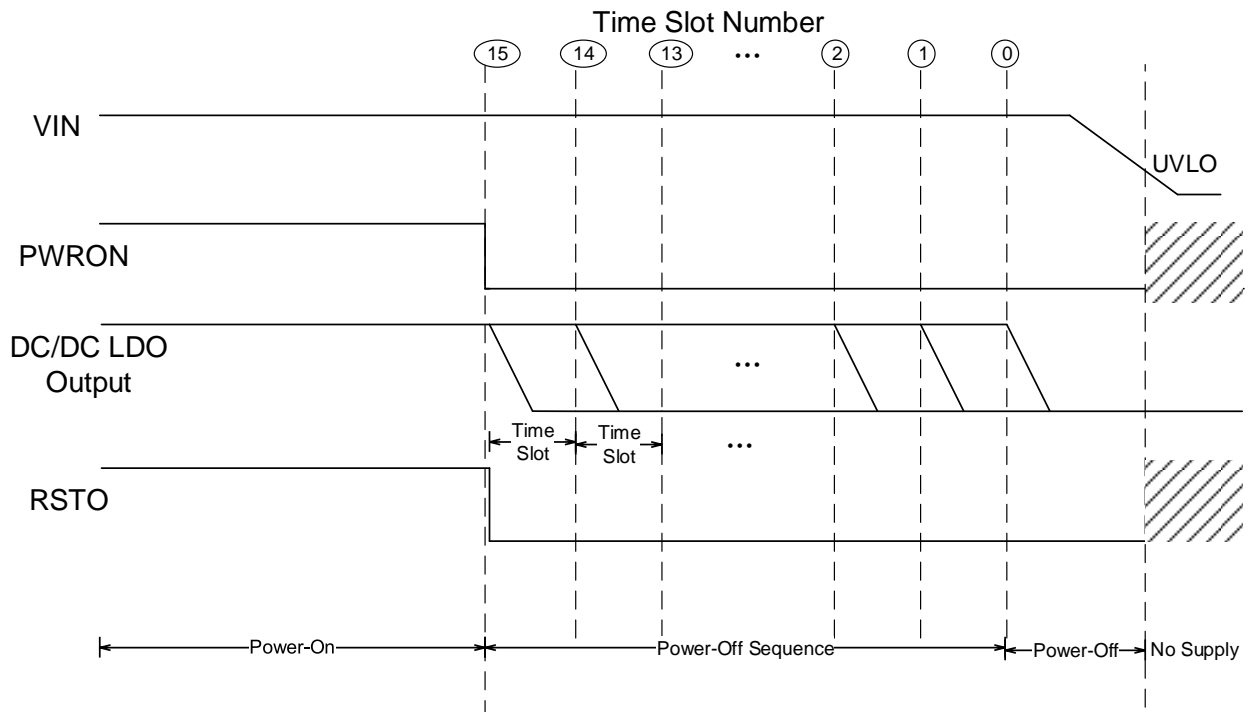 Time Slot Number
15 14 13 ... 2 1 0
VIN
UVLO
PWRON
DC/DC LDO
Output
...
Time
Slot
Time
Slot
...
RSTO
Power-On
Power-Off Sequence
Power-Off
No Supply